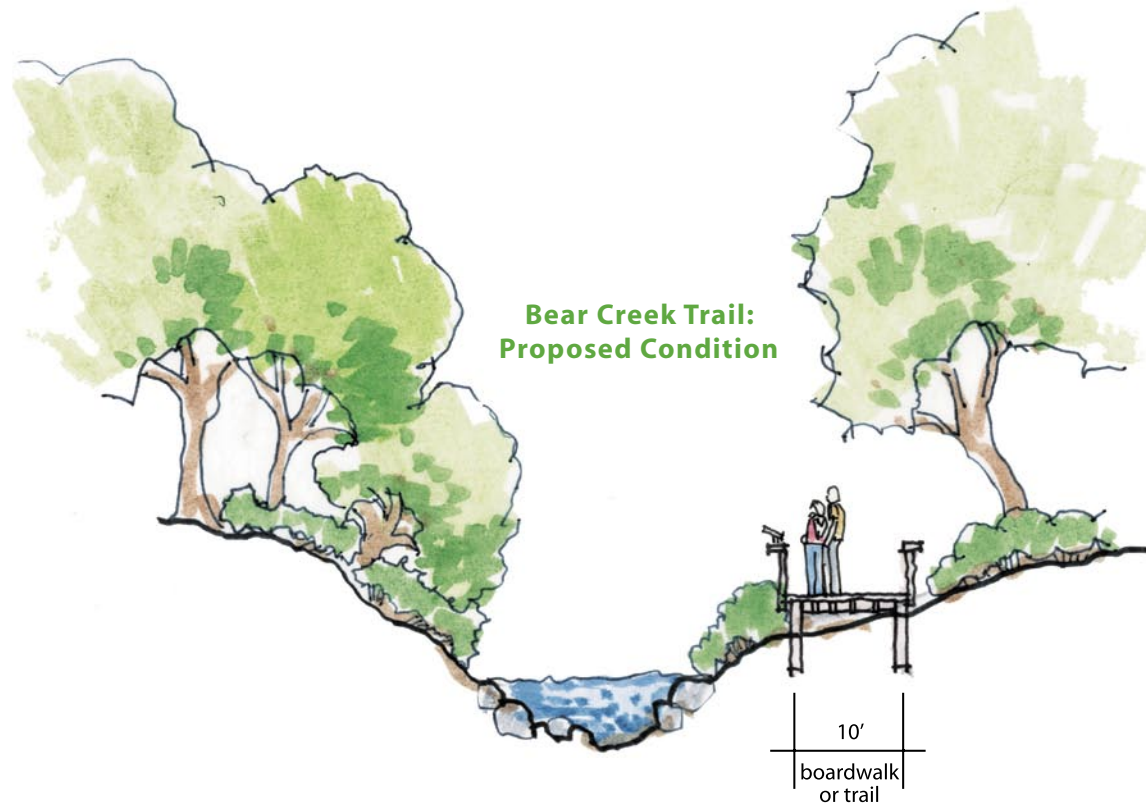 Bear Creek Trail:
Proposed Condition
10’
boardwalk
or trail